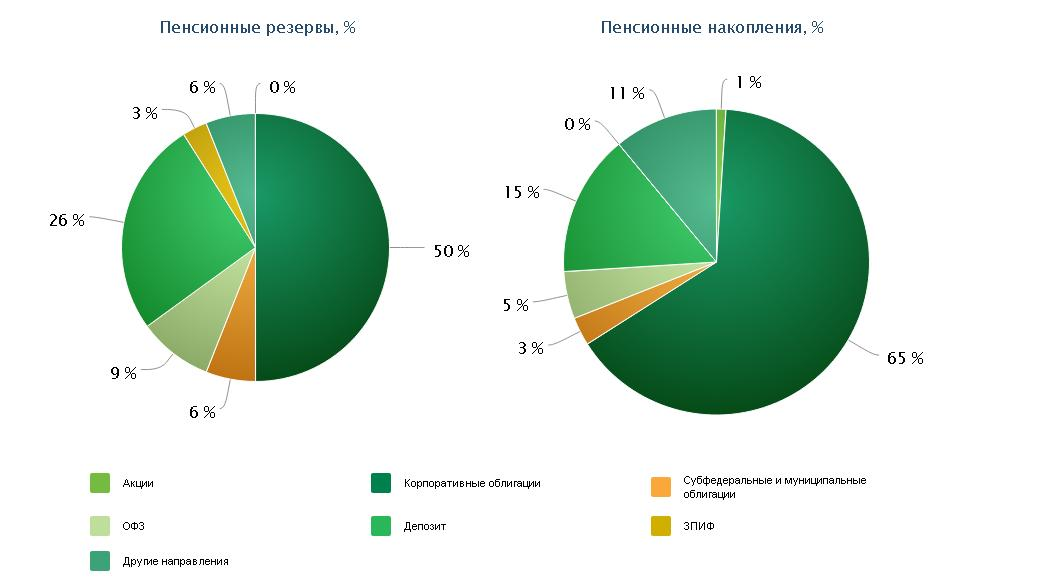 Пенсионные резервы, %
Пенсионные накопления, %
6 %
0 %
3 %
26 %
50 %
9 %
6 %
1 %
11 %
0 %
15 %
5 %
3 %
65 %
Акции
Корпоративные облигации
Субфедеральные и муниципальные
облигации
ОФЗ
Депозит
ЗПИФ
Другие направления